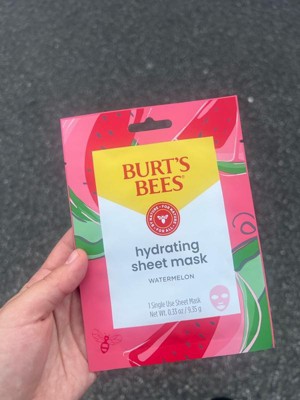 BURT'S
BEES
hydrating
sheet mask
WATERMELON
1 Single Use Sheet Mask
Net Wt. 0.33 oz / 9.35 g